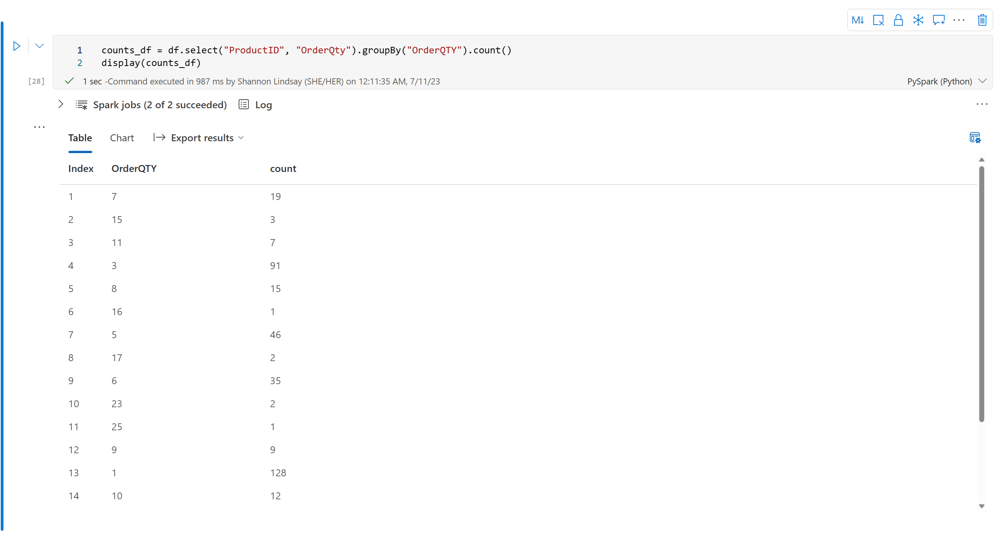 M↓
1 counts_df = df.select("ProductID", "OrderQty").groupBy("OrderQTY").count()
2 display(counts_df)
[28] 1 sec -Command executed in 987 ms by Shannon Lindsay (SHE/HER) on 12:11:35 AM, 7/11/23 PySpark (Python)
Spark jobs (2 of 2 succeeded) Log
Table Chart Export results
Index OrderQTY count
1 7 19
2 15 3
3 11 7
4 3 91
5 8 15
6 16 1
7 5 46
8 17 2
9 6 35
10 23 2
11 25 1
12 9 9
13 1 128
14 10 12